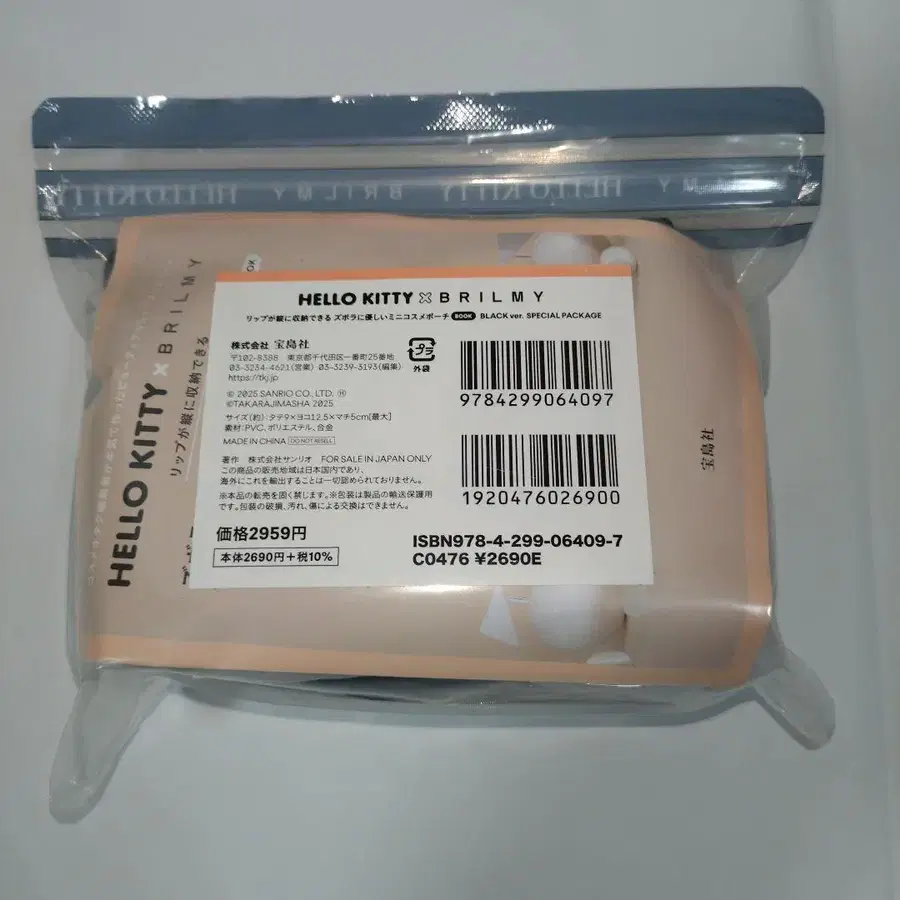 HELLO KITTY BRILMY HELLO KITTY
HELLO KITTY × BRILMY
リップが縦に収納できる
HELLO KITTY × BRILMY
リップが縦に収納できる ズボラに優しいミニコスメポーチ BOOK BLACK ver. SPECIAL PACKAGE
株式会社 宝島社
〒102-8388 東京都千代田区一番町25番地
03-3234-4621(営業) 03-3239-3193(編集)
https://tkj.jp
プラ
外袋
© 2025 SANRIO CO., LTD. Ⓗ
©TAKARAJIMASHA 2025
サイズ(約):タテ9×ヨコ12.5×マチ5cm[最大]
素材:PVC、ポリエステル、合金
MADE IN CHINA DO NOT RESELL
著作 株式会社サンリオ FOR SALE IN JAPAN ONLY
この商品の販売地域は日本国内であり、
海外にこれを輸出することは一切認められておりません。
※本品の転売を固く禁じます。※包装は製品の輸送保護用
です。包装の破損、汚れ、傷による交換はできません。
価格2959円
本体2690円+税10%
9784299064097
1920476026900
ISBN978-4-299-06409-7
C0476 ¥2690E
宝島社